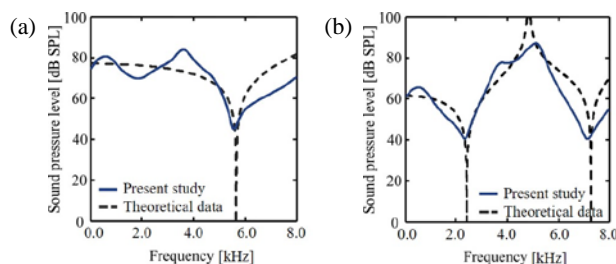 (a)
Sound pressure level [dB SPL]
100
80
60
40
20
0
Present study
Theoretical data
0.0 2.0 4.0 6.0 8.0
Frequency [kHz]
(b)
Sound pressure level [dB SPL]
100
80
60
40
20
0
Present study
Theoretical data
0.0 2.0 4.0 6.0 8.0
Frequency [kHz]